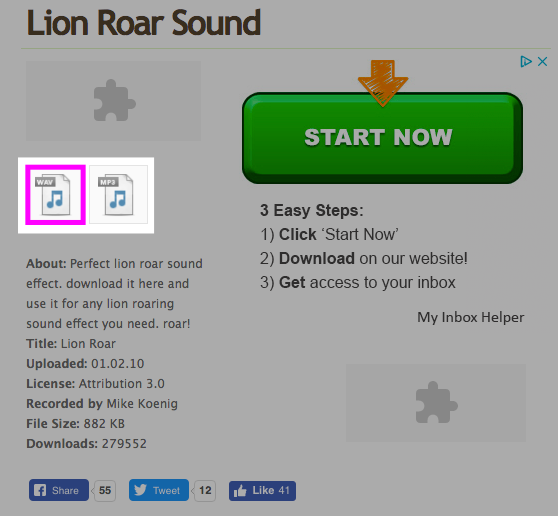 Lion Roar Sound
START NOW
WAV MP3
3 Easy Steps:
1) Click ‘Start Now’
2) Download on our website!
3) Get access to your inbox
My Inbox Helper
About: Perfect lion roar sound
effect. download it here and
use it for any lion roaring
sound effect you need. roar!
Title: Lion Roar
Uploaded: 01.02.10
License: Attribution 3.0
Recorded by Mike Koenig
File Size: 882 KB
Downloads: 279552
Share 55 Tweet 12 Like 41